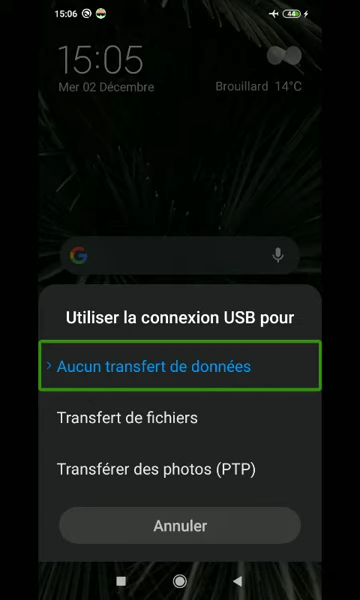 15:06
44
15:05
Mer 02 Décembre
Brouillard 14°C
Utiliser la connexion USB pour
Aucun transfert de données
Transfert de fichiers
Transférer des photos (PTP)
Annuler